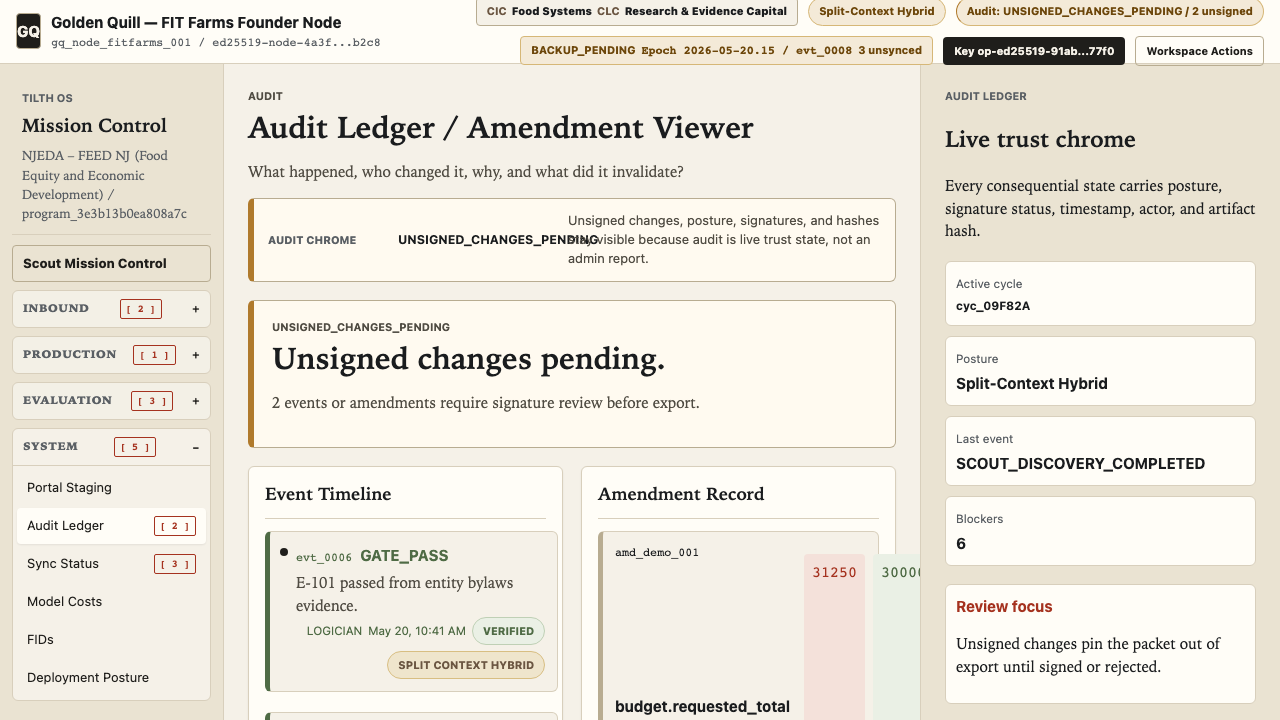 GQ
Golden Quill — FIT Farms Founder Node
gq_node_fitfarms_001 / ed25519-node-4a3f...b2c8
CIC Food Systems CLC Research & Evidence Capital
Split-Context Hybrid
Audit: UNSIGNED_CHANGES_PENDING / 2 unsigned
BACKUP_PENDING Epoch 2026-05-20.15 / evt_0008 3 unsynced
Key op-ed25519-91ab...77f0
Workspace Actions
TILTH OS
Mission Control
NJEDA – FEED NJ (Food
Equity and Economic
Development) /
program_3e3b13b0ea808a7c
Scout Mission Control
INBOUND [ 2 ] +
PRODUCTION [ 1 ] +
EVALUATION [ 3 ] +
SYSTEM [ 5 ] –
Portal Staging
Audit Ledger [ 2 ]
Sync Status [ 3 ]
Model Costs
FIDs
Deployment Posture
AUDIT
Audit Ledger / Amendment Viewer
What happened, who changed it, why, and what did it invalidate?
AUDIT CHROME
UNSIGNED_CHANGES_PENDING
Unsigned changes, posture, signatures, and hashes
stay visible because audit is live trust state, not an
admin report.
UNSIGNED_CHANGES_PENDING
Unsigned changes pending.
2 events or amendments require signature review before export.
Event Timeline
evt_0006 GATE_PASS
E-101 passed from entity bylaws
evidence.
LOGICIAN May 20, 10:41 AM VERIFIED
SPLIT CONTEXT HYBRID
Amendment Record
amd_demo_001
31250
budget.requested_total
AUDIT LEDGER
Live trust chrome
Every consequential state carries posture,
signature status, timestamp, actor, and artifact
hash.
Active cycle
cyc_09F82A
Posture
Split-Context Hybrid
Last event
SCOUT_DISCOVERY_COMPLETED
Blockers
6
Review focus
Unsigned changes pin the packet out of
export until signed or rejected.